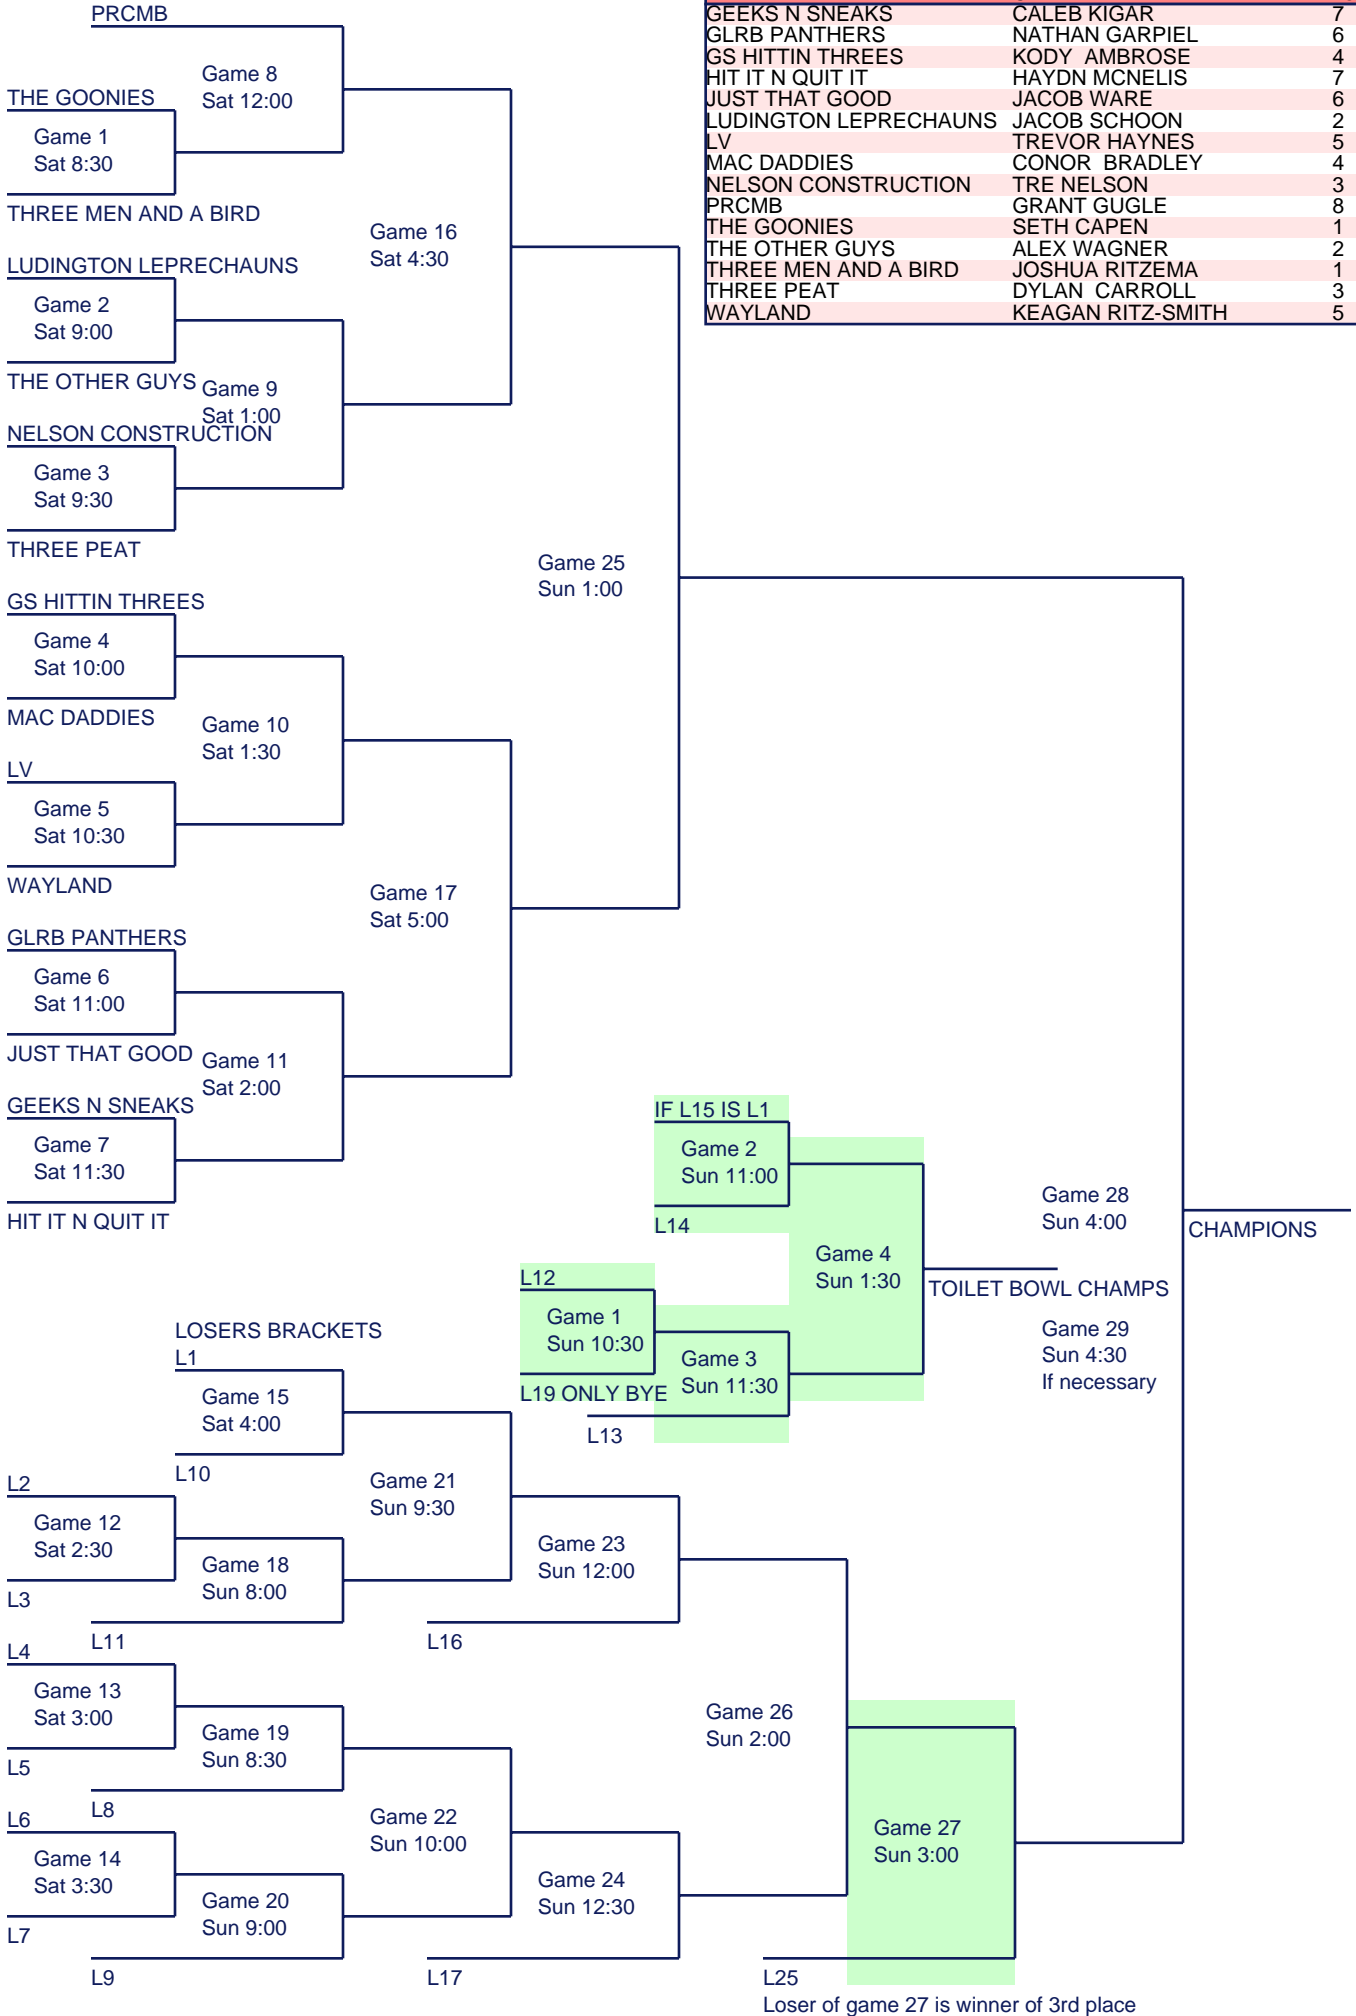 PRCMB
Game 8
Sat 12:00
THE GOONIES
Game 1
Sat 8:30
THREE MEN AND A BIRD
Game 16
Sat 4:30
LUDINGTON LEPRECHAUNS
Game 2
Sat 9:00
THE OTHER GUYS
Game 9
Sat 1:00
NELSON CONSTRUCTION
Game 3
Sat 9:30
THREE PEAT
Game 25
Sun 1:00
GS HITTIN THREES
Game 4
Sat 10:00
MAC DADDIES
Game 10
Sat 1:30
LV
Game 5
Sat 10:30
WAYLAND
Game 17
Sat 5:00
GLRB PANTHERS
Game 6
Sat 11:00
JUST THAT GOOD
Game 11
Sat 2:00
GEEKS N SNEAKS
Game 7
Sat 11:30
HIT IT N QUIT IT
GEEKS N SNEAKS CALEB KIGAR 7
GLRB PANTHERS NATHAN GARPIEL 6
GS HITTIN THREES KODY AMBROSE 4
HIT IT N QUIT IT HAYDN MCNELIS 7
JUST THAT GOOD JACOB WARE 6
LUDINGTON LEPRECHAUNS JACOB SCHOON 2
LV TREVOR HAYNES 5
MAC DADDIES CONOR BRADLEY 4
NELSON CONSTRUCTION TRE NELSON 3
PRCMB GRANT GUGLE 8
THE GOONIES SETH CAPEN 1
THE OTHER GUYS ALEX WAGNER 2
THREE MEN AND A BIRD JOSHUA RITZEMA 1
THREE PEAT DYLAN CARROLL 3
WAYLAND KEAGAN RITZ-SMITH 5
IF L15 IS L1
Game 2
Sun 11:00
L14
Game 4
Sun 1:30
L12
Game 1
Sun 10:30
L19 ONLY BYE
Game 3
Sun 11:30
L13
TOILET BOWL CHAMPS
Game 28
Sun 4:00
CHAMPIONS
Game 29
Sun 4:30
If necessary
LOSERS BRACKETS
L1
Game 15
Sat 4:00
L10
Game 21
Sun 9:30
L2
Game 12
Sat 2:30
L3
Game 18
Sun 8:00
L11
Game 23
Sun 12:00
L16
L4
Game 13
Sat 3:00
L5
Game 19
Sun 8:30
L8
Game 26
Sun 2:00
L6
Game 14
Sat 3:30
L7
Game 22
Sun 10:00
Game 20
Sun 9:00
L9
Game 24
Sun 12:30
L17
Game 27
Sun 3:00
L25
Loser of game 27 is winner of 3rd place